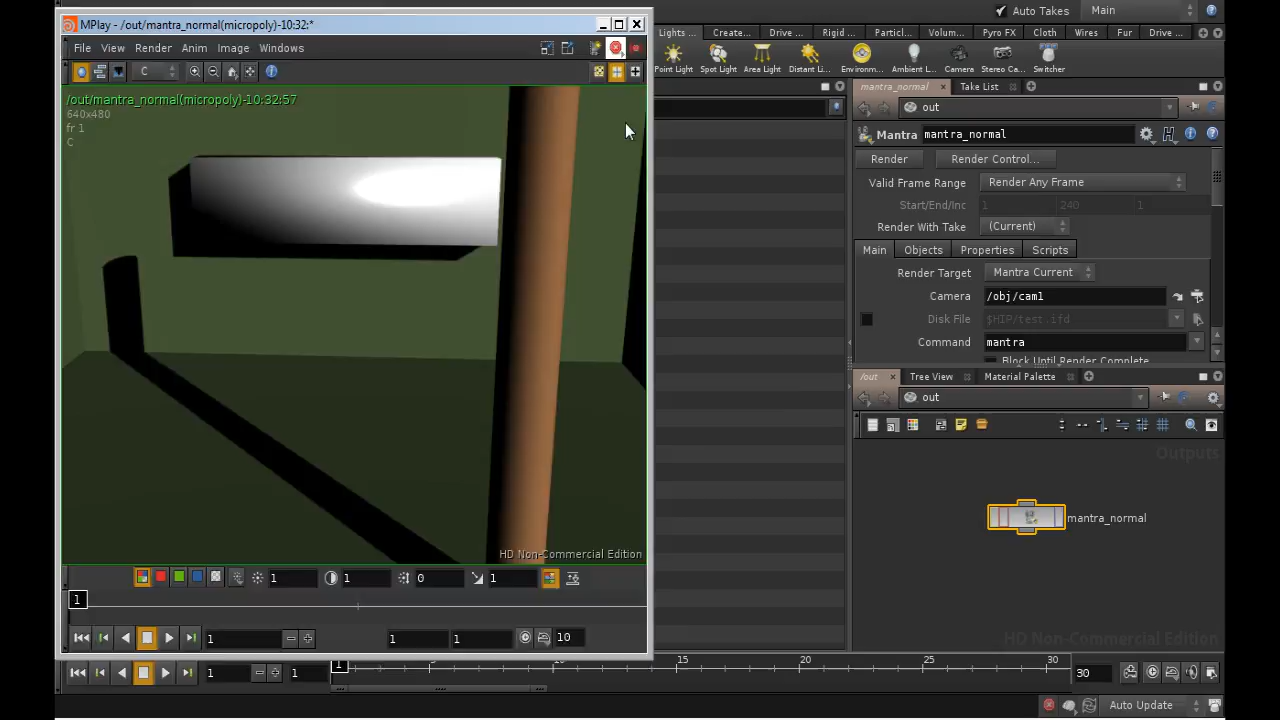 MPlay - /out/mantra_normal(micropoly)-10:32:*
File View Render Anim Image Windows
C
/out/mantra_normal(micropoly)-10:32:57
640x480
fr 1
C
HD Non-Commercial Edition
1 1 0 1
1
1 1 1 10
Auto Takes Main
Lights ... Create... Drive ... Rigid ... Particl... Volum... Pyro FX Cloth Wires Fur Drive ...
Point Light Spot Light Area Light Distant Li... Environm... Ambient L... Camera Stereo Ca... Switcher
mantra_normal Take List
out
Mantra mantra_normal
Render Render Control...
Valid Frame Range Render Any Frame
Start/End/Inc 1 240 1
Render With Take (Current)
Main Objects Properties Scripts
Render Target Mantra Current
Camera /obj/cam1
Disk File $HIP/test.ifd
Command mantra
Block Until Render Complete
/out Tree View Material Palette
out
Outputs
mantra_normal
HD Non-Commercial Edition
1 1 1 5 10 15 20 25 30 30
Auto Update